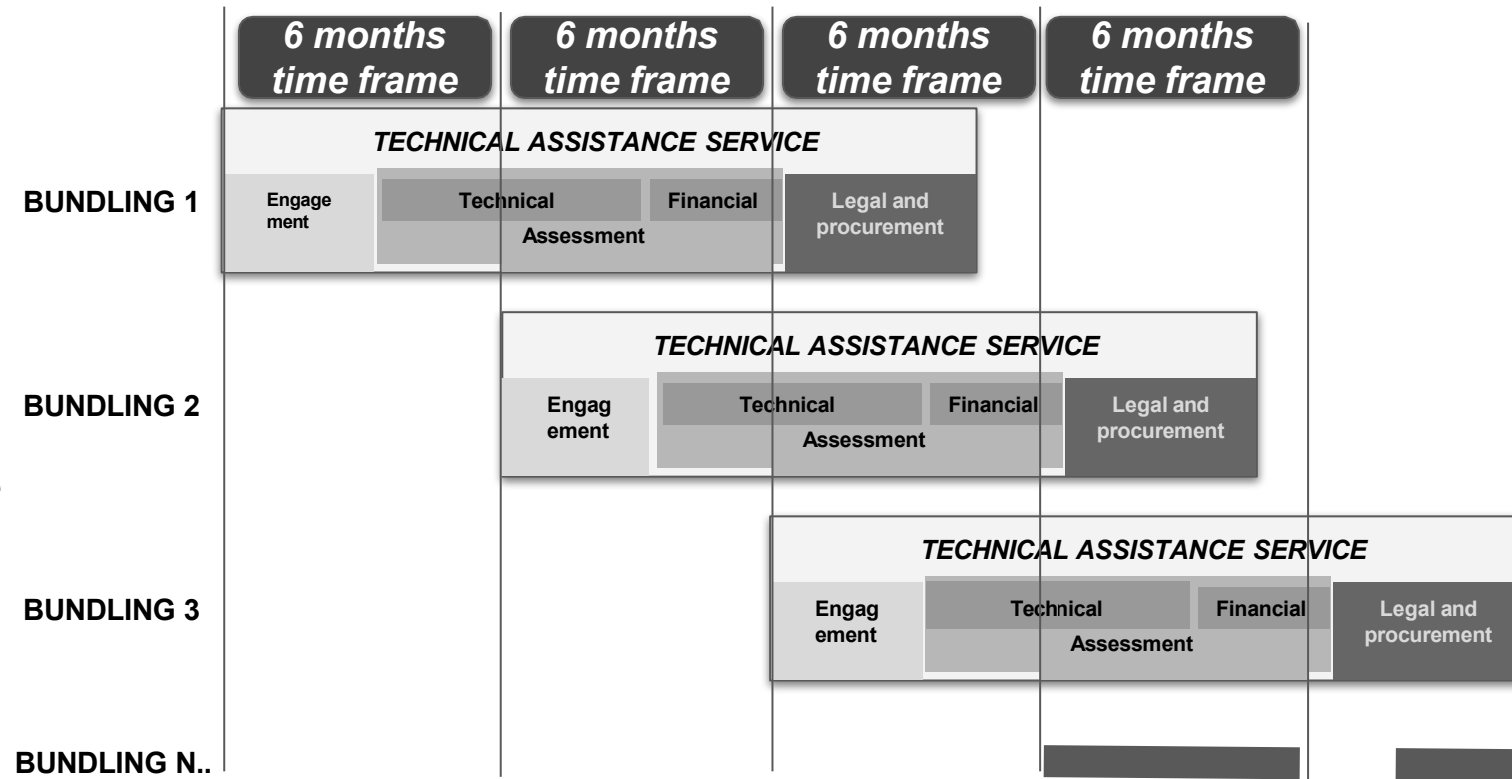 6 months
time frame
6 months
time frame
6 months
time frame
6 months
time frame
BUNDLING 1
TECHNICAL ASSISTANCE SERVICE
Engage
ment
Technical
Financial
Assessment
Legal and
procurement
BUNDLING 2
TECHNICAL ASSISTANCE SERVICE
Engag
ement
Technical
Financial
Assessment
Legal and
procurement
BUNDLING 3
TECHNICAL ASSISTANCE SERVICE
Engag
ement
Technical
Financial
Assessment
Legal and
procurement
BUNDLING N..